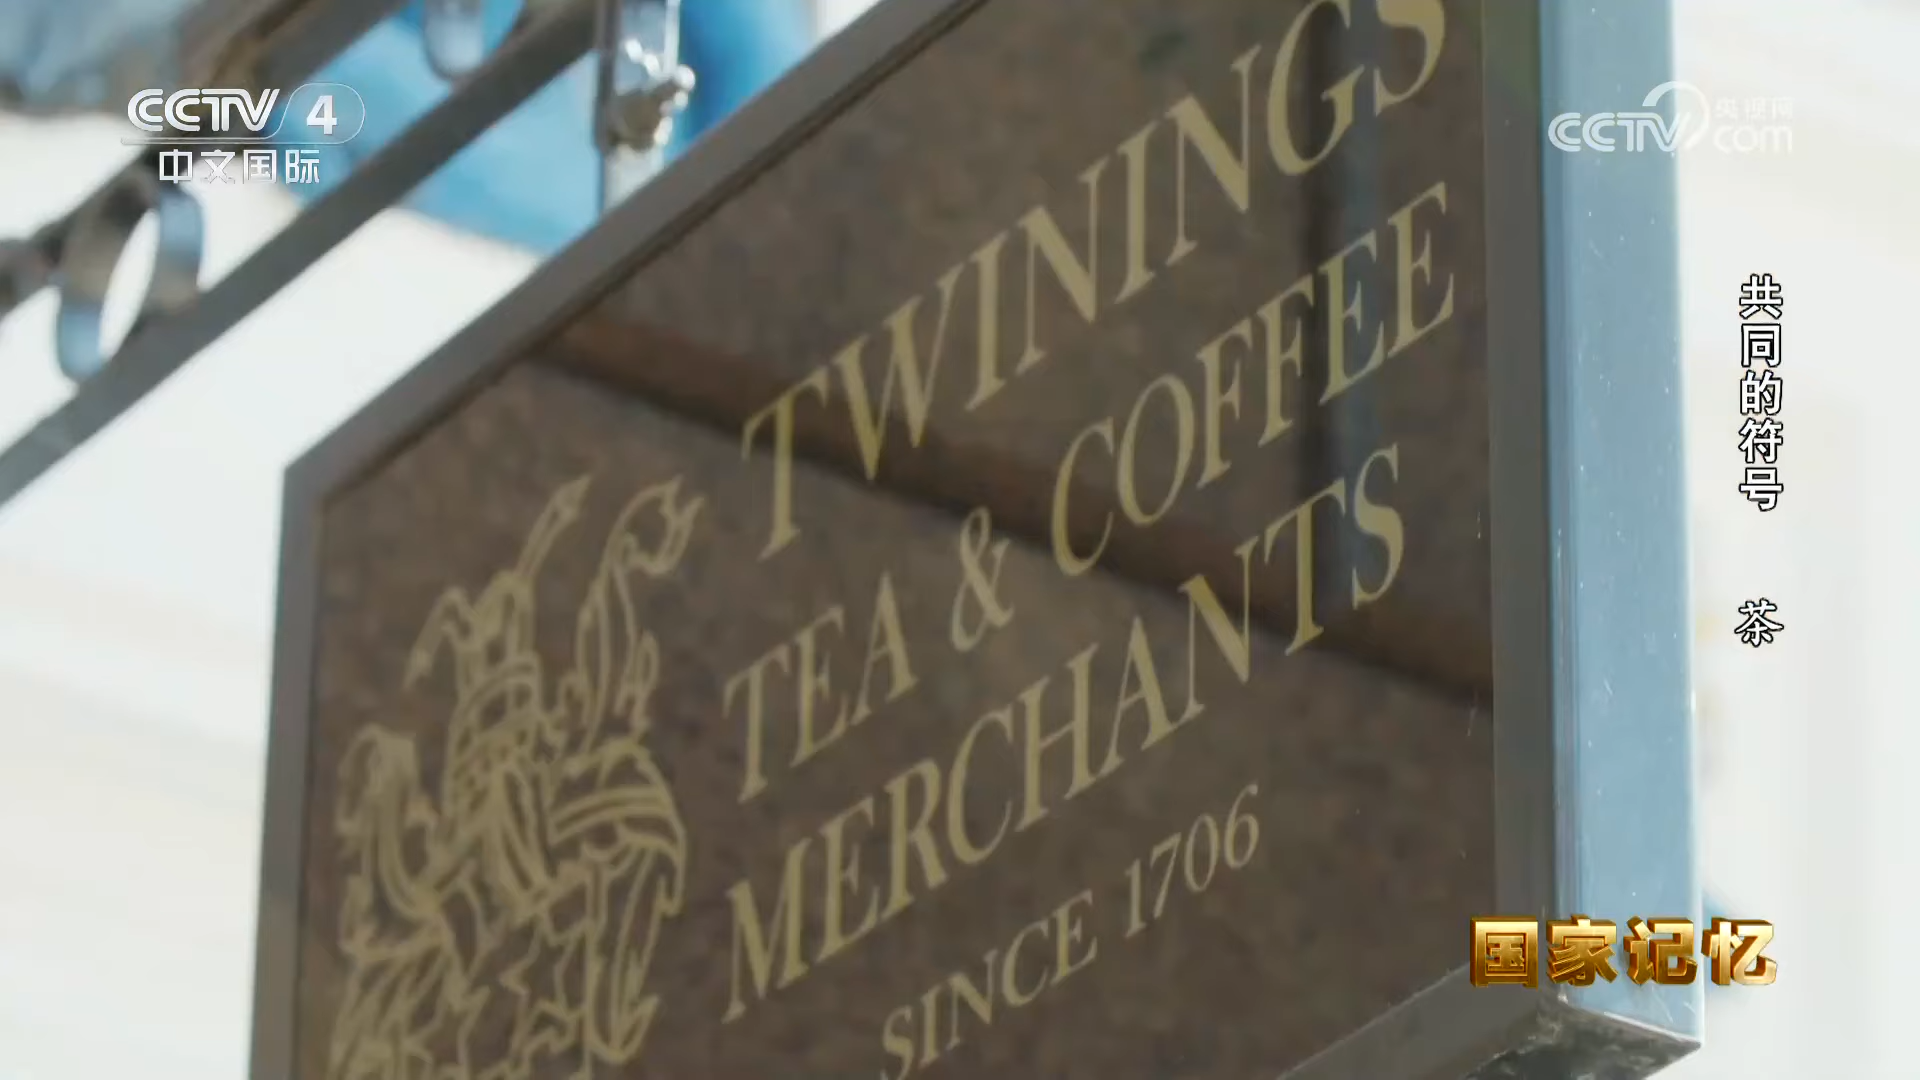 CCTV 4
中文国际
CCTV 央视网
com
TWININGS
TEA & COFFEE
MERCHANTS
SINCE 1706
共同的符号 茶
国家记忆